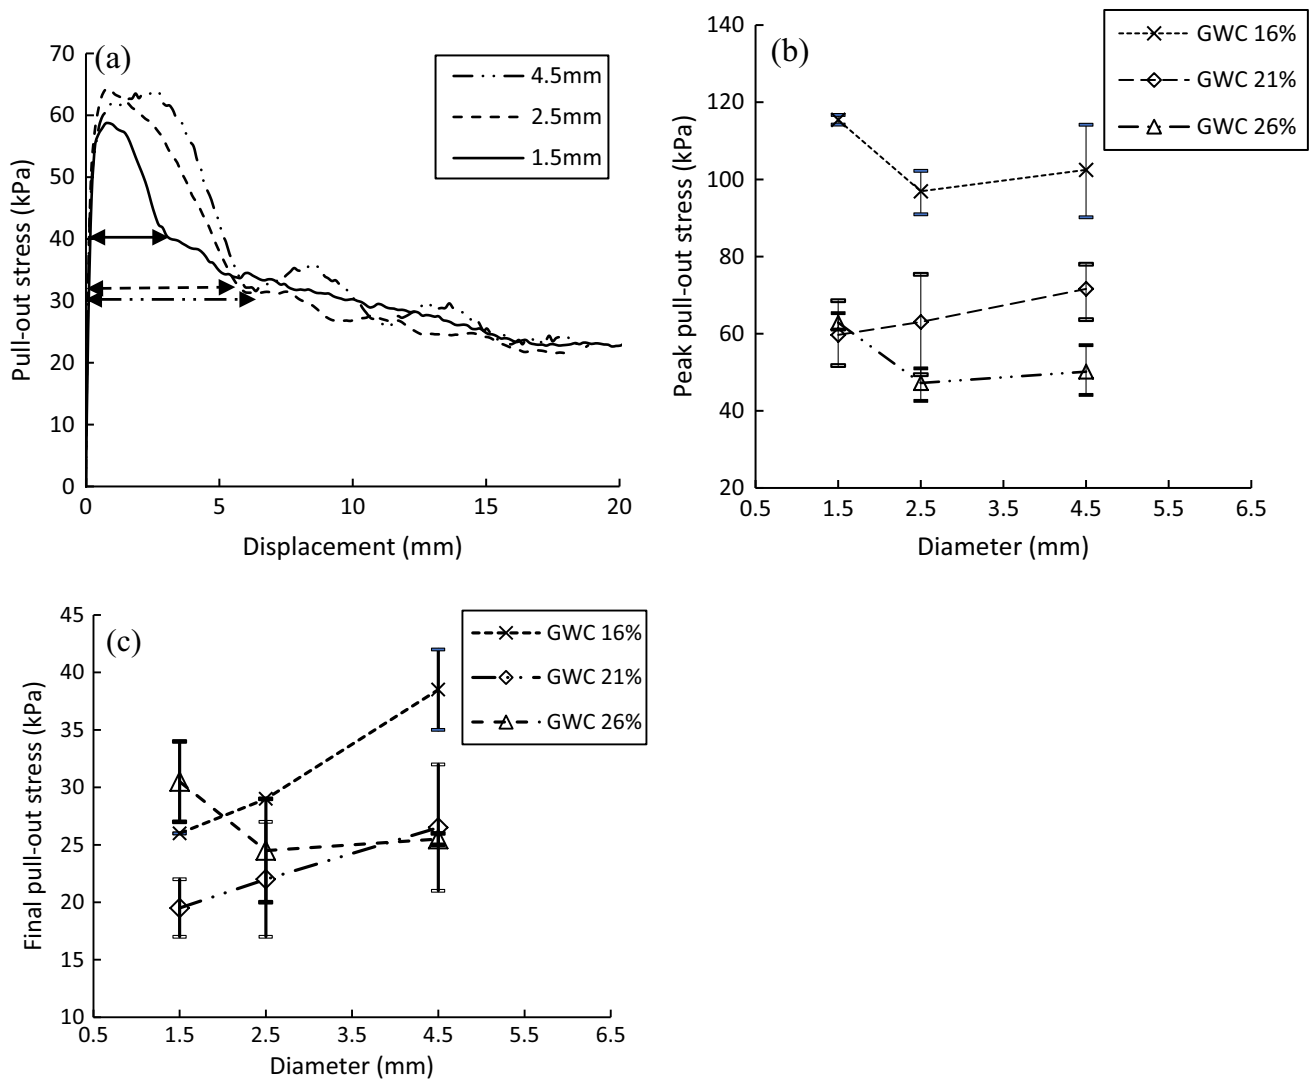 (a)
70
60
50
40
30
20
10
0
Pull-out stress (kPa)
4.5mm
2.5mm
1.5mm
0 5 10 15 20
Displacement (mm)
(b)
140
120
100
80
60
40
20
Peak pull-out stress (kPa)
GWC 16%
GWC 21%
GWC 26%
0.5 1.5 2.5 3.5 4.5 5.5 6.5
Diameter (mm)
(c)
45
40
35
30
25
20
15
10
Final pull-out stress (kPa)
GWC 16%
GWC 21%
GWC 26%
0.5 1.5 2.5 3.5 4.5 5.5 6.5
Diameter (mm)